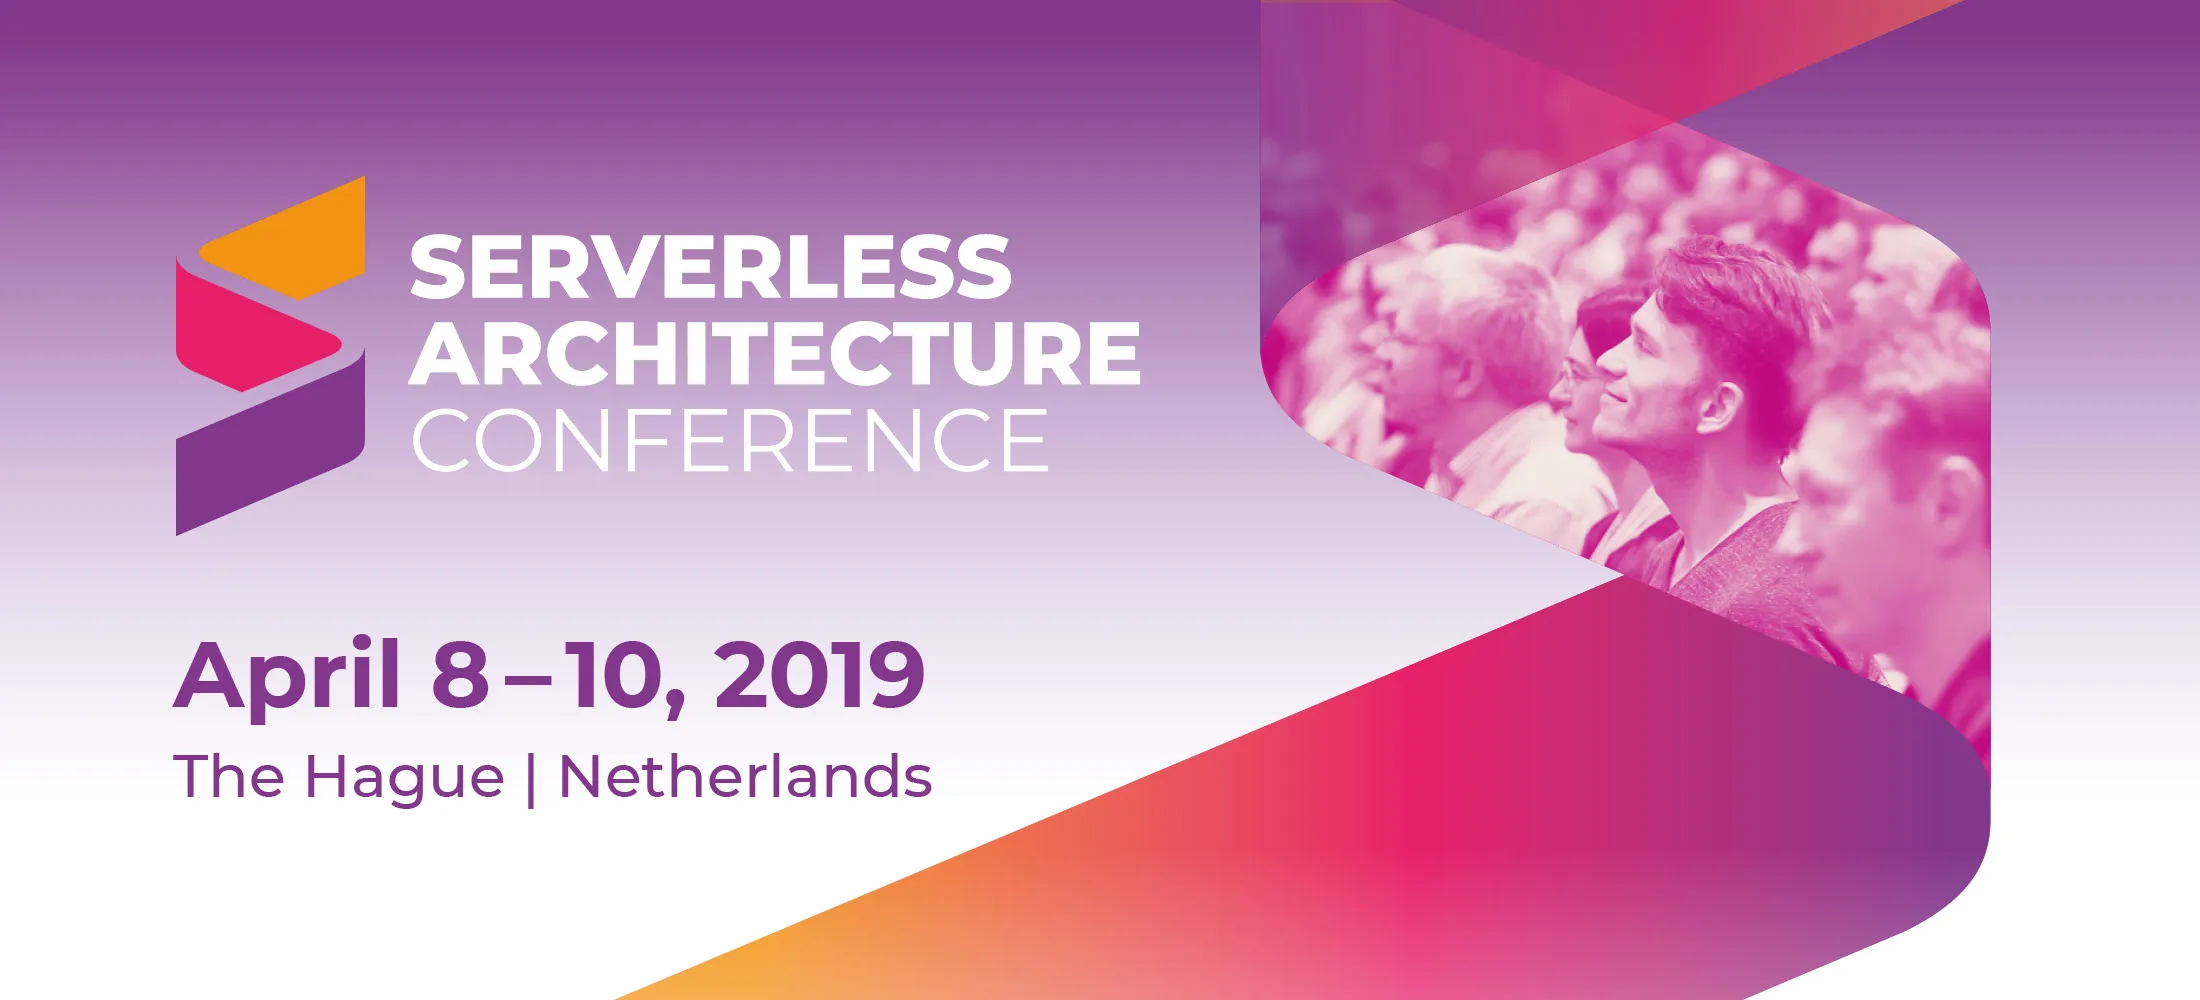 SERVERLESS
ARCHITECTURE
CONFERENCE
April 8 – 10, 2019
The Hague | Netherlands